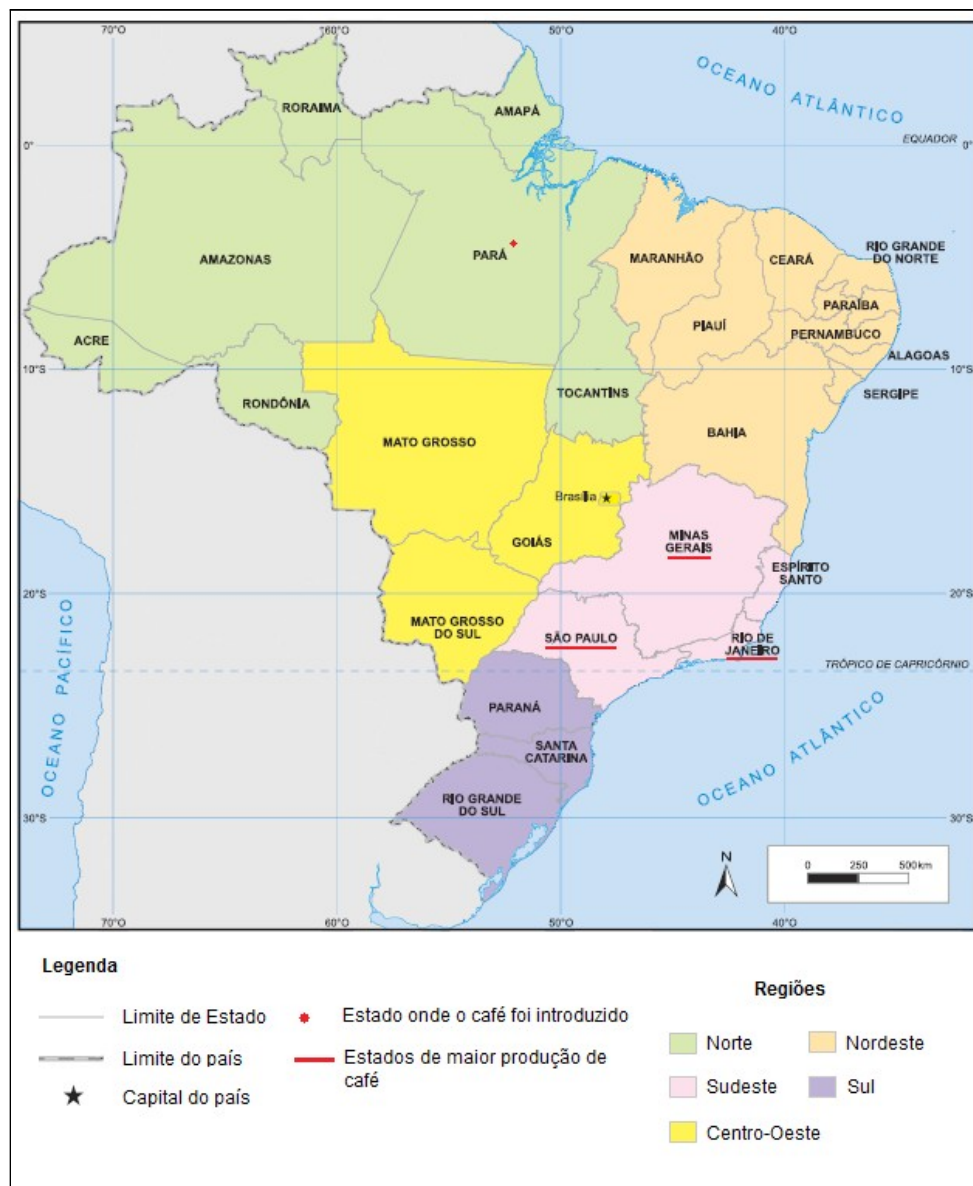 70°O
60°O
50°O
40°O
OCEANO ATLÂNTICO
RORAIMA
AMAPÁ
EQUADOR
0°
0°
AMAZONAS
PARÁ
MARANHÃO
CEARÁ
RIO GRANDE
DO NORTE
PARAÍBA
ACRE
PIAUÍ
PERNAMBUCO
ALAGOAS
10°S
10°S
RONDÔNIA
TOCANTINS
SERGIPE
MATO GROSSO
BAHIA
Brasília
GOIÁS
MINAS
GERAIS
ESPÍRITO
SANTO
20°S
20°S
MATO GROSSO
DO SUL
SÃO PAULO
RIO DE
JANEIRO
TRÓPICO DE CAPRICÓRNIO
OCEANO PACÍFICO
PARANÁ
SANTA
CATARINA
OCEANO ATLÂNTICO
RIO GRANDE
DO SUL
30°S
30°S
N
0 250 500 km
70°O
60°O
50°O
40°O
Legenda
Limite de Estado
Estado onde o café foi introduzido
Limite do país
Estados de maior produção de
café
Capital do país
Regiões
Norte
Nordeste
Sudeste
Sul
Centro-Oeste